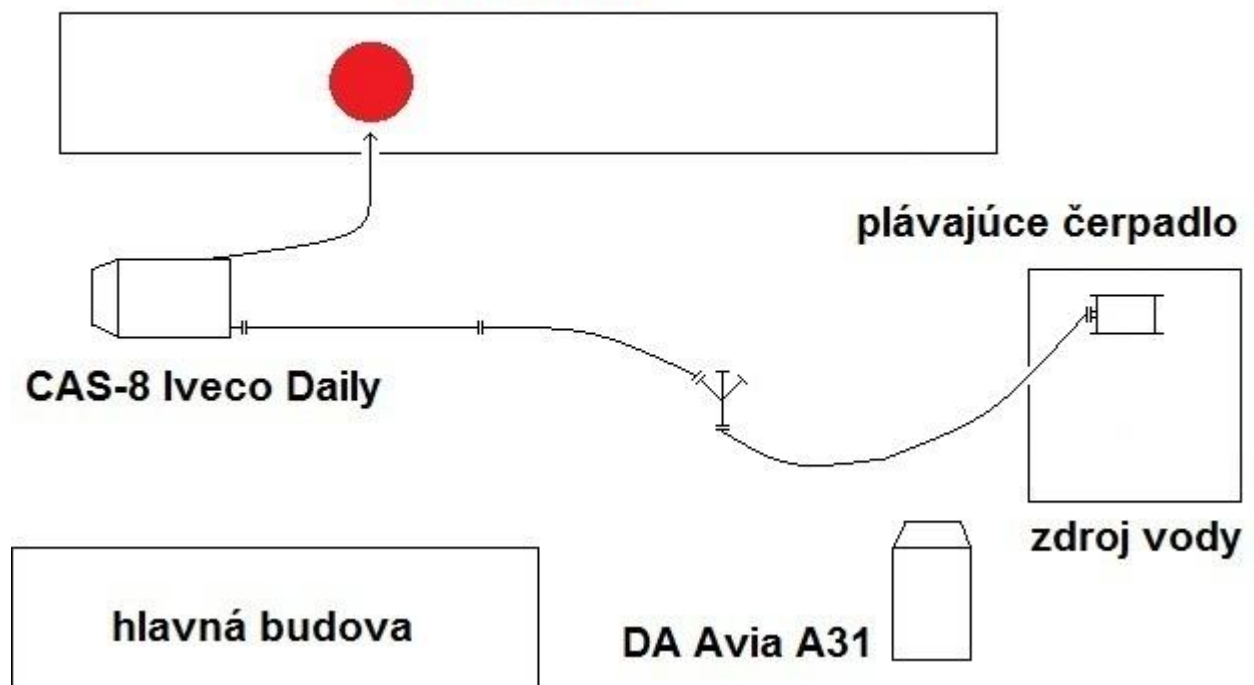 plávajúce čerpadlo
CAS-8 Iveco Daily
zdroj vody
hlavná budova
DA Avia A31